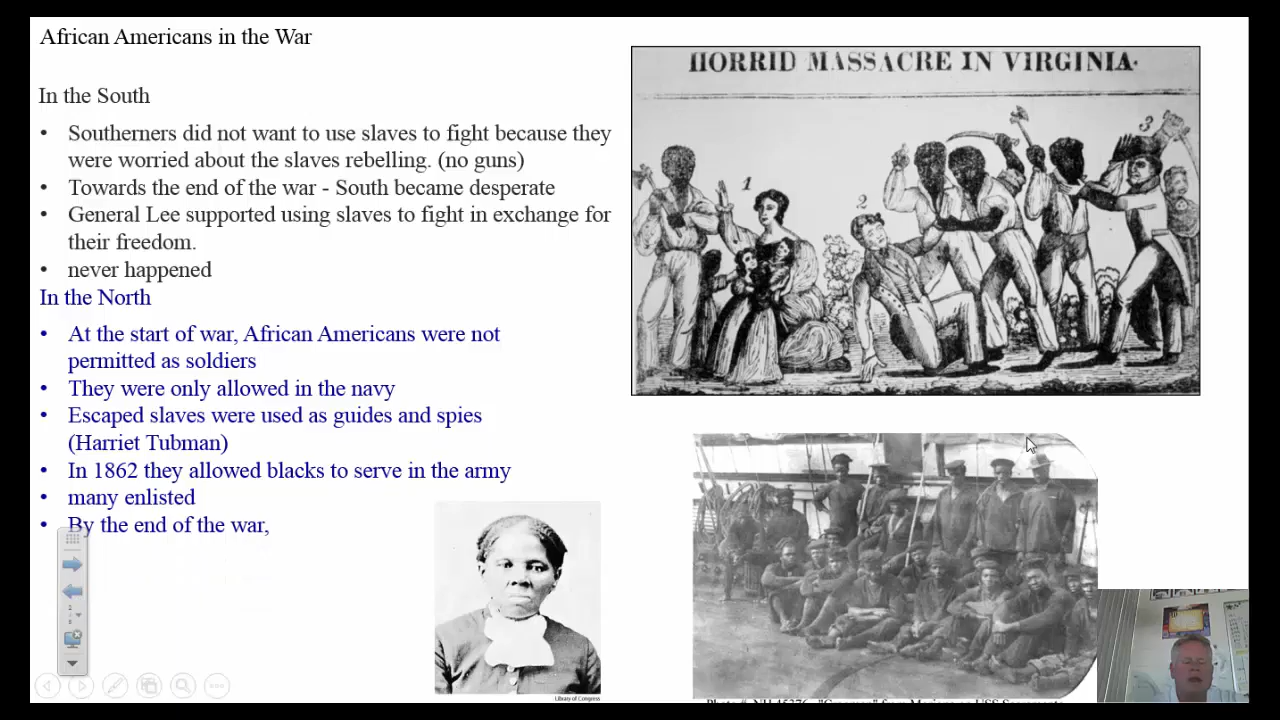 African Americans in the War
In the South
• Southerners did not want to use slaves to fight because they
were worried about the slaves rebelling. (no guns)
• Towards the end of the war - South became desperate
• General Lee supported using slaves to fight in exchange for
their freedom.
• never happened
In the North
• At the start of war, African Americans were not
permitted as soldiers
• They were only allowed in the navy
• Escaped slaves were used as guides and spies
(Harriet Tubman)
• In 1862 they allowed blacks to serve in the army
• many enlisted
• By the end of the war,
HORRID MASSACRE IN VIRGINIA.
1
2
3
Library of Congress